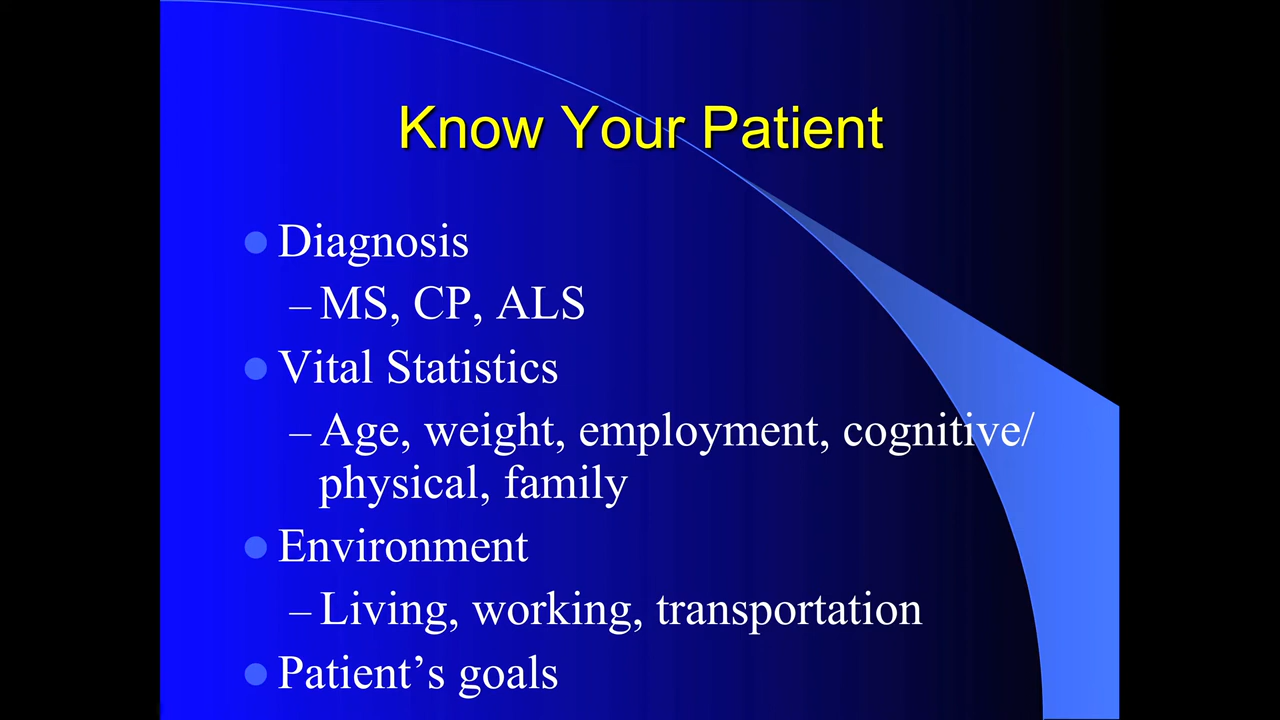 Know Your Patient
Diagnosis
– MS, CP, ALS
Vital Statistics
– Age, weight, employment, cognitive/
physical, family
Environment
– Living, working, transportation
Patient’s goals